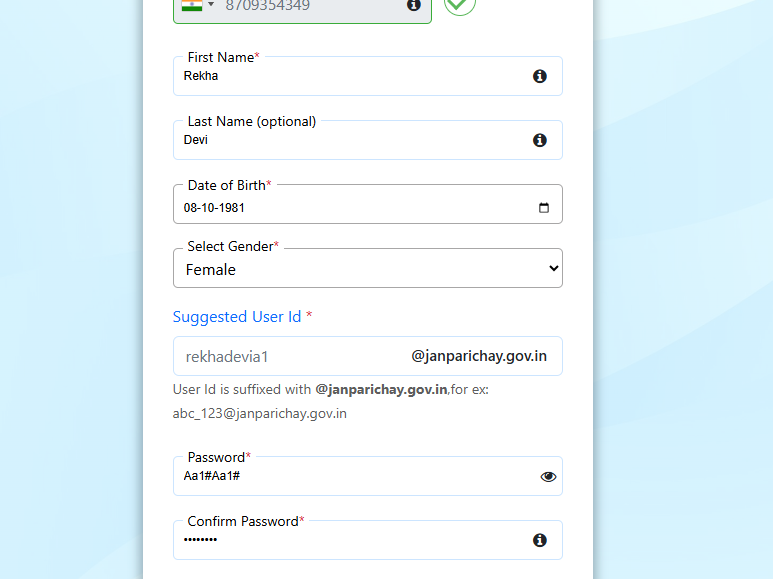 8709354349
First Name*
Rekha
Last Name (optional)
Devi
Date of Birth*
08-10-1981
Select Gender*
Female
Suggested User Id *
rekhadevia1 @janparichay.gov.in
User Id is suffixed with @janparichay.gov.in,for ex:
abc_123@janparichay.gov.in
Password*
Aa1#Aa1#
Confirm Password*
••••••••